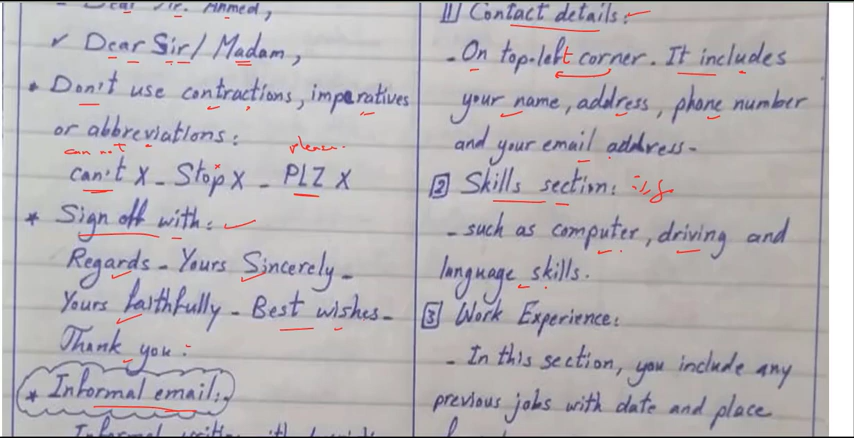 - Dear Sir. Ahmed,
✓ Dear Sir / Madam,
* Don't use contractions, imperatives
or abbreviations:
can not
please.
can't X - Stop X - PLZ X
* Sign off with:
Regards - Yours Sincerely -
Yours faithfully - Best wishes -
Thank you.
* Informal email:
1 Contact details:
- On top-left corner. It includes
your name, address, phone number
and your email address.
2 Skills section:
- such as computer, driving and
language skills.
3 Work Experience:
- In this section, you include any
previous jobs with date and place